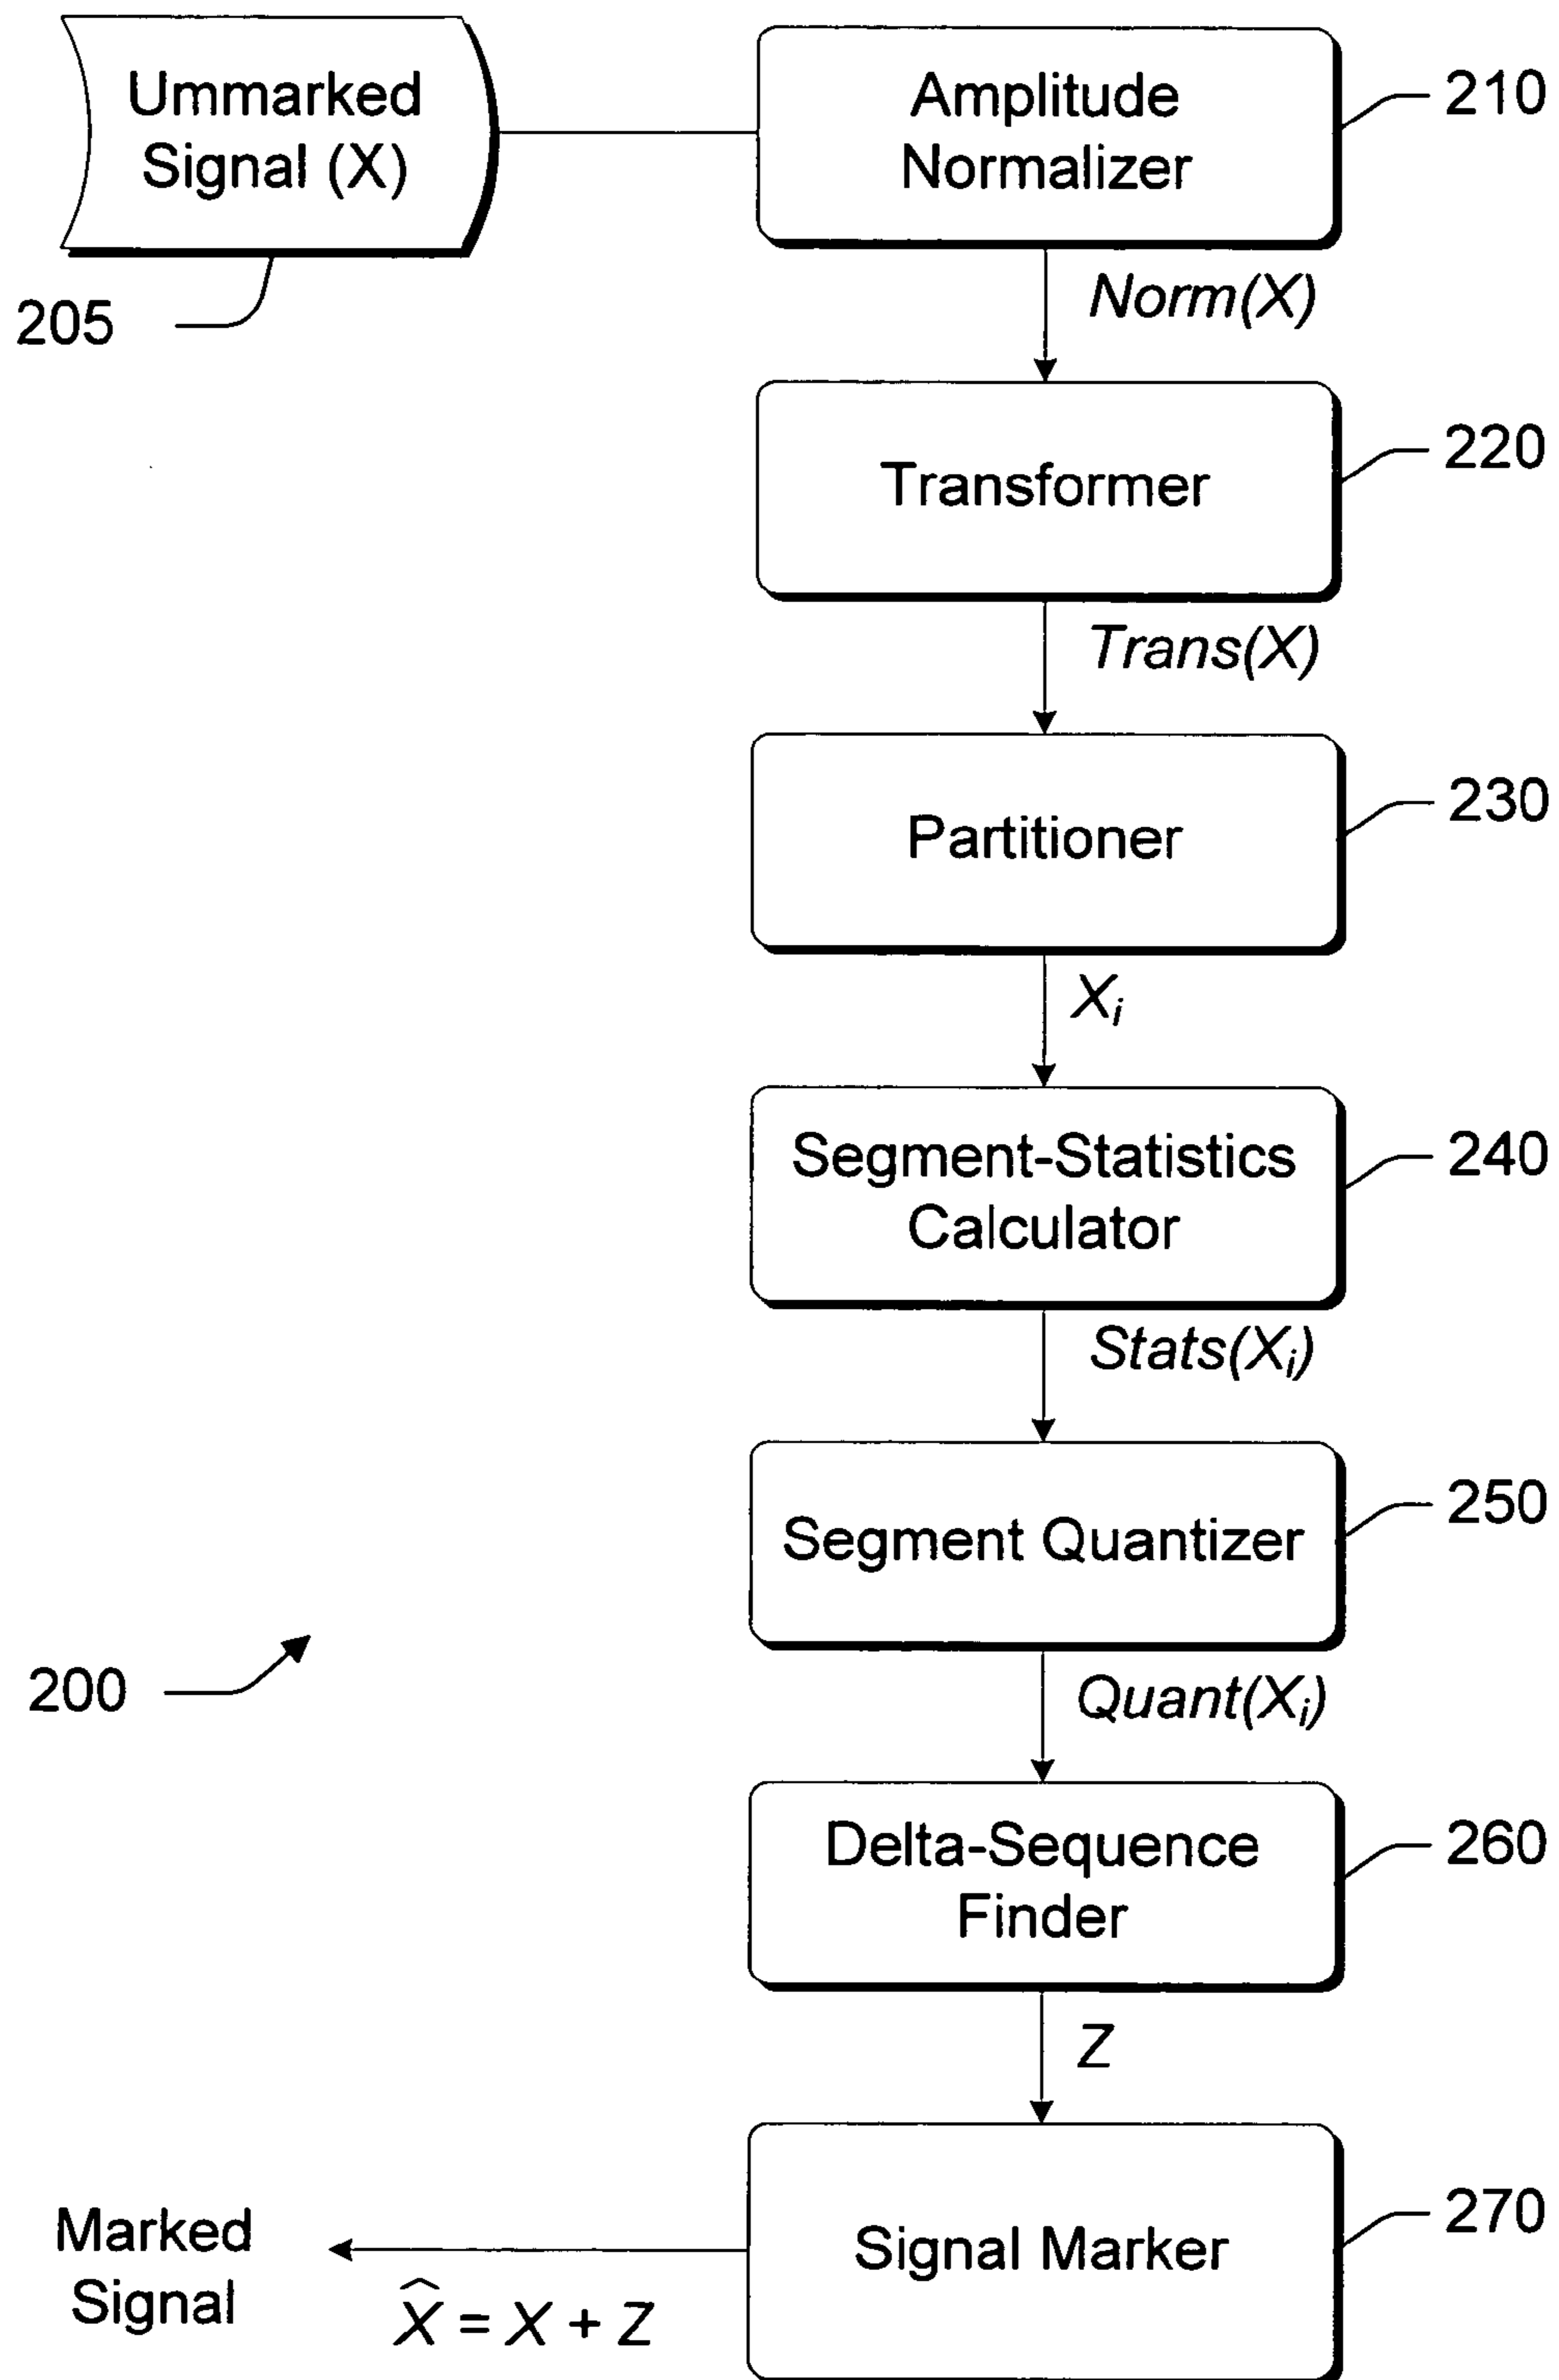 Ummarked
Signal (X)
205
Amplitude
Normalizer
210
Norm(X)
Transformer
220
Trans(X)
Partitioner
230
Xi
Segment-Statistics
Calculator
240
Stats(Xi)
Segment Quantizer
250
200
Quant(Xi)
Delta-Sequence
Finder
260
Z
Signal Marker
270
Marked
Signal
X̂ = X + Z